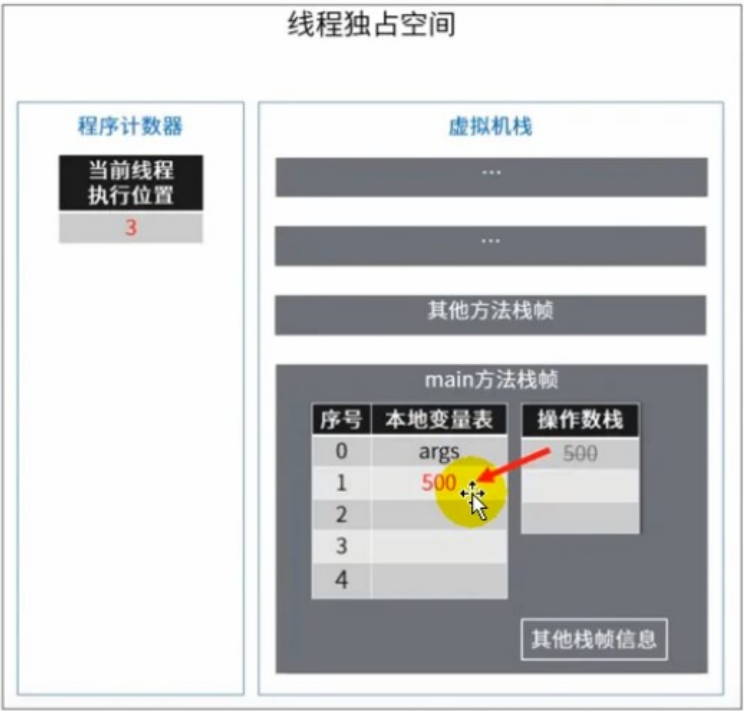 线程独占空间
程序计数器
当前线程
执行位置
3
虚拟机栈
...
...
其他方法栈帧
main方法栈帧
序号 本地变量表 操作数栈
0 args 500
1 500
2
3
4
其他栈帧信息